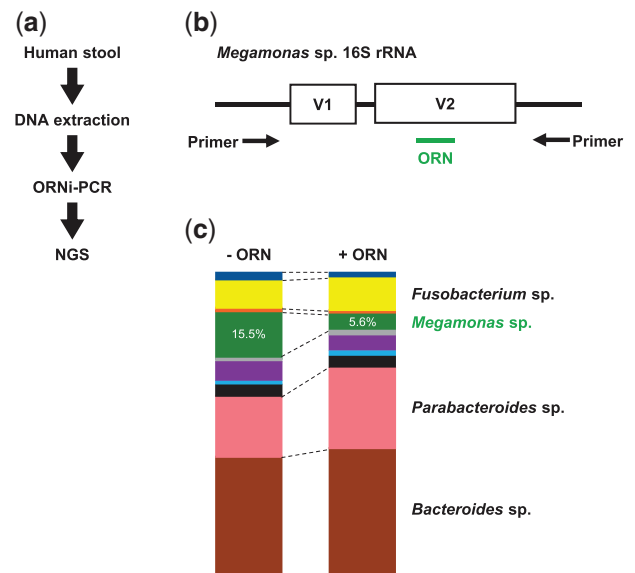 (a)
Human stool
DNA extraction
ORNi-PCR
NGS
(b)
Megamonas sp. 16S rRNA
V1
V2
Primer
ORN
Primer
(c)
- ORN
+ ORN
15.5%
5.6%
Fusobacterium sp.
Megamonas sp.
Parabacteroides sp.
Bacteroides sp.